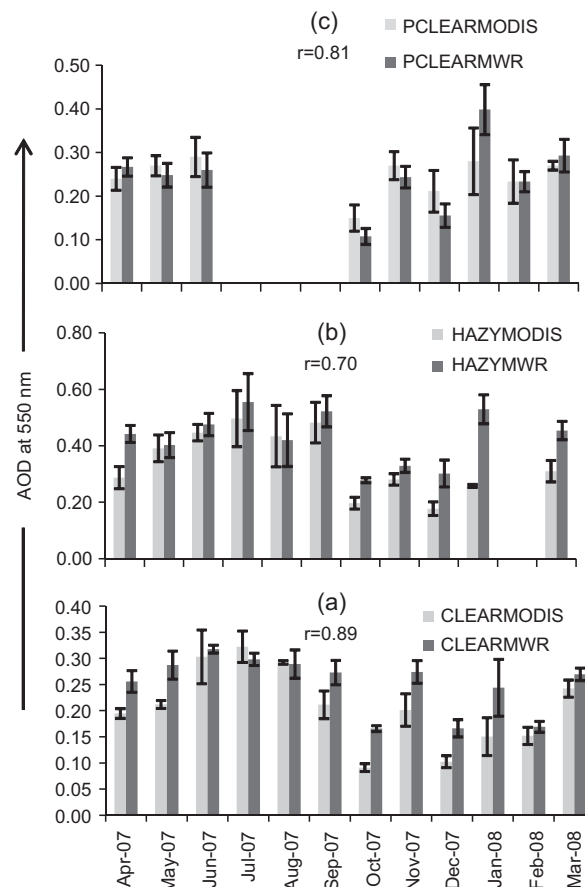 (c)
r=0.81
PCLEARMODIS
PCLEARMWR
0.50
0.40
0.30
0.20
0.10
0.00
(b)
r=0.70
HAZYMODIS
HAZYMWR
0.80
0.60
0.40
0.20
0.00
AOD at 550 nm
(a)
r=0.89
CLEARMODIS
CLEARMWR
0.40
0.35
0.30
0.25
0.20
0.15
0.10
0.05
0.00
Apr-07
May-07
Jun-07
Jul-07
Aug-07
Sep-07
Oct-07
Nov-07
Dec-07
Jan-08
Feb-08
Mar-08